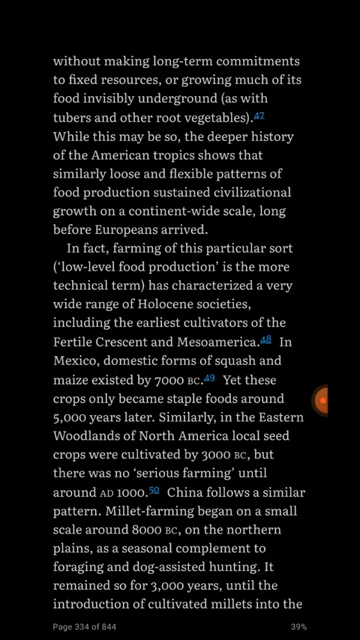 without making long-term commitments
to fixed resources, or growing much of its
food invisibly underground (as with
tubers and other root vegetables).47
While this may be so, the deeper history
of the American tropics shows that
similarly loose and flexible patterns of
food production sustained civilizational
growth on a continent-wide scale, long
before Europeans arrived.
In fact, farming of this particular sort
(‘low-level food production’ is the more
technical term) has characterized a very
wide range of Holocene societies,
including the earliest cultivators of the
Fertile Crescent and Mesoamerica.48 In
Mexico, domestic forms of squash and
maize existed by 7000 BC.49 Yet these
crops only became staple foods around
5,000 years later. Similarly, in the Eastern
Woodlands of North America local seed
crops were cultivated by 3000 BC, but
there was no ‘serious farming’ until
around AD 1000.50 China follows a similar
pattern. Millet-farming began on a small
scale around 8000 BC, on the northern
plains, as a seasonal complement to
foraging and dog-assisted hunting. It
remained so for 3,000 years, until the
introduction of cultivated millets into the
Page 334 of 844 39%